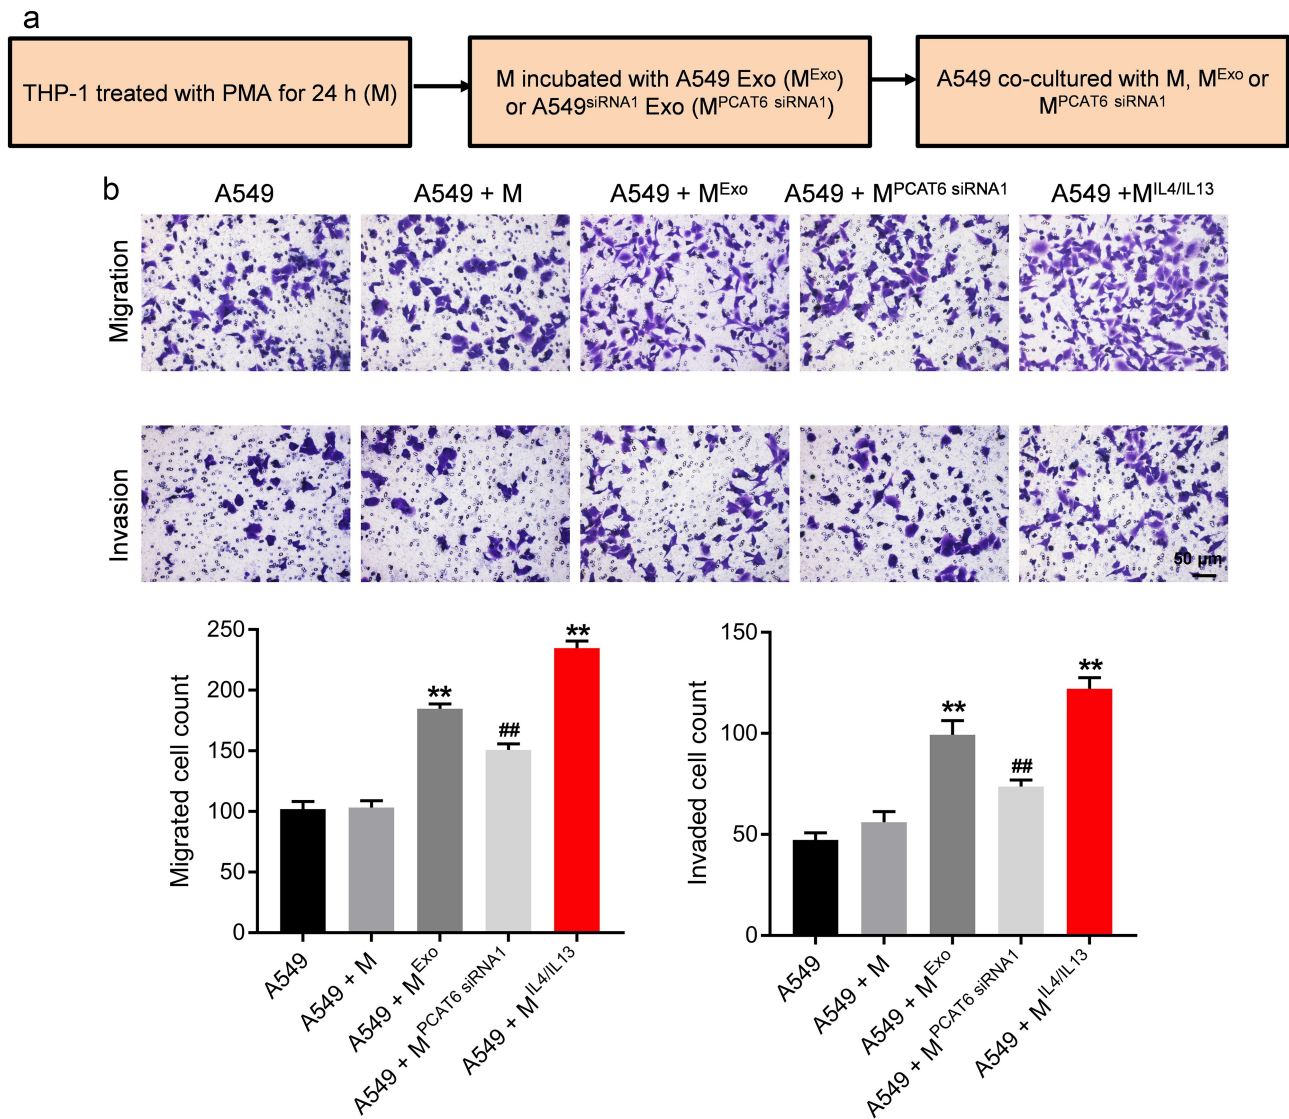 a
THP-1 treated with PMA for 24 h (M)
M incubated with A549 Exo (M^Exo)
or A549^siRNA1 Exo (M^PCAT6 siRNA1)
A549 co-cultured with M, M^Exo or
M^PCAT6 siRNA1
b
A549
A549 + M
A549 + M^Exo
A549 + M^PCAT6 siRNA1
A549 +M^IL4/IL13
Migration
Invasion
50 μm
Migrated cell count
250
200
150
100
50
0
**
##
**
A549
A549 + M
A549 + M^Exo
A549 + M^PCAT6 siRNA1
A549 + M^IL4/IL13
Invaded cell count
150
100
50
0
**
##
**
A549
A549 + M
A549 + M^Exo
A549 + M^PCAT6 siRNA1
A549 + M^IL4/IL13